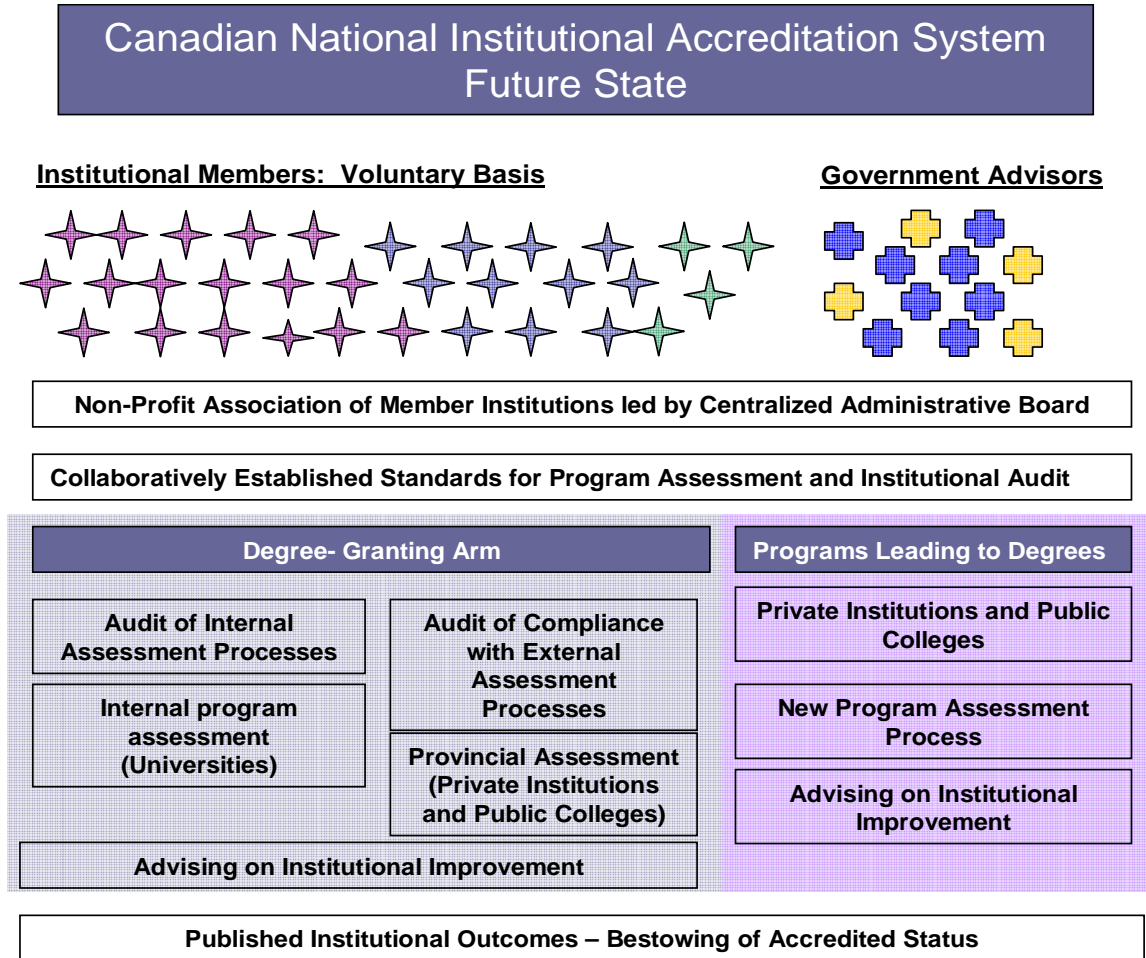 Canadian National Institutional Accreditation System
Future State
Institutional Members:  Voluntary Basis
Government Advisors
Non-Profit Association of Member Institutions led by Centralized Administrative Board
Collaboratively Established Standards for Program Assessment and Institutional Audit
Degree- Granting Arm
Audit of Internal
Assessment Processes
Internal program
assessment
(Universities)
Audit of Compliance
with External
Assessment
Processes
Provincial Assessment
(Private Institutions
and Public Colleges)
Advising on Institutional Improvement
Programs Leading to Degrees
Private Institutions and Public
Colleges
New Program Assessment
Process
Advising on Institutional
Improvement
Published Institutional Outcomes – Bestowing of Accredited Status